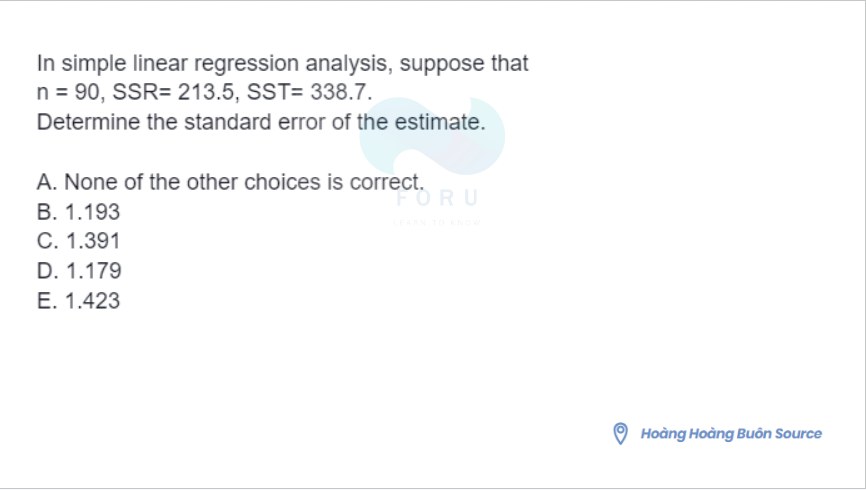 In simple linear regression analysis, suppose that
n = 90, SSR= 213.5, SST= 338.7.
Determine the standard error of the estimate.
A. None of the other choices is correct.
FORU
B. 1.193
C. 1.391
D. 1.179
E. 1.423
Hoàng Hoàng Buôn Source